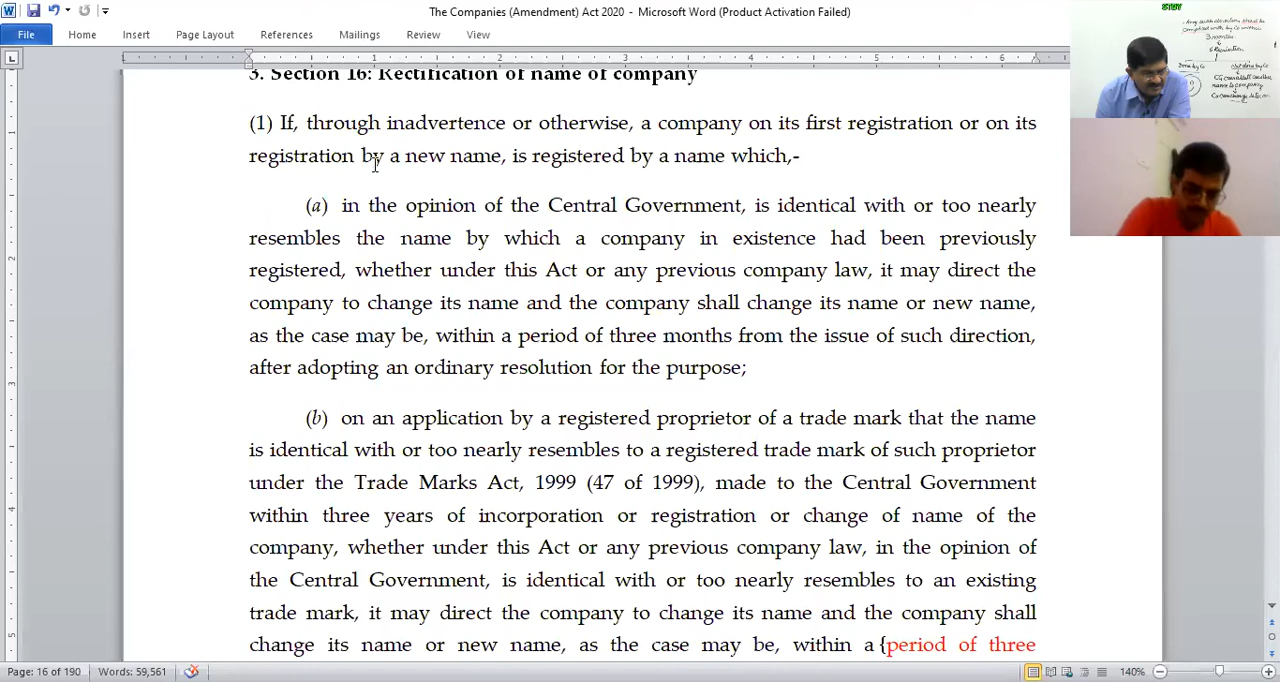 The Companies (Amendment) Act 2020 - Microsoft Word (Product Activation Failed)
File Home Insert Page Layout References Mailings Review View
3. Section 16: Rectification of name of company
(1) If, through inadvertence or otherwise, a company on its first registration or on its
registration by a new name, is registered by a name which,-
(a) in the opinion of the Central Government, is identical with or too nearly
resembles the name by which a company in existence had been previously
registered, whether under this Act or any previous company law, it may direct the
company to change its name and the company shall change its name or new name,
as the case may be, within a period of three months from the issue of such direction,
after adopting an ordinary resolution for the purpose;
(b) on an application by a registered proprietor of a trade mark that the name
is identical with or too nearly resembles to a registered trade mark of such proprietor
under the Trade Marks Act, 1999 (47 of 1999), made to the Central Government
within three years of incorporation or registration or change of name of the
company, whether under this Act or any previous company law, in the opinion of
the Central Government, is identical with or too nearly resembles to an existing
trade mark, it may direct the company to change its name and the company shall
change its name or new name, as the case may be, within a {period of three
Page: 16 of 190 Words: 59,561 140%